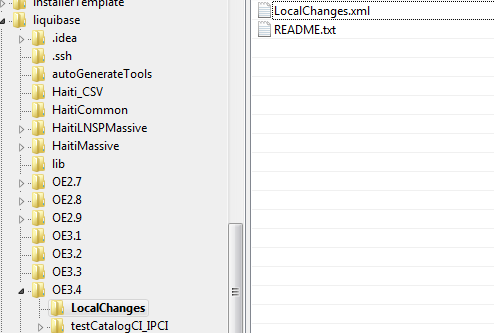 InstallerTemplate
liquibase
.idea
.ssh
autoGenerateTools
Haiti_CSV
HaitiCommon
HaitiLNSPMassive
HaitiMassive
lib
OE2.7
OE2.8
OE2.9
OE3.1
OE3.2
OE3.3
OE3.4
LocalChanges
testCatalogCI_IPCI
LocalChanges.xml
README.txt